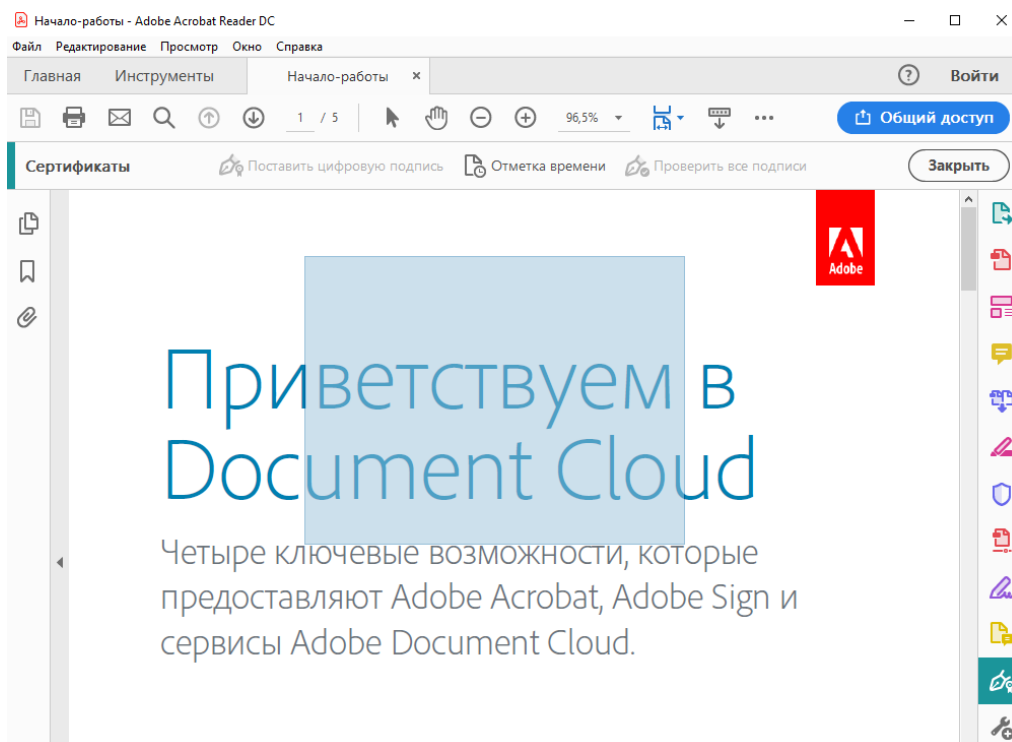 Начало-работы - Adobe Acrobat Reader DC
Файл Редактирование Просмотр Окно Справка
Главная Инструменты Начало-работы × Войти
1 / 5 96,5% Общий доступ
Сертификаты Поставить цифровую подпись Отметка времени Проверить все подписи Закрыть
Adobe
Приветствуем в
Document Cloud
Четыре ключевые возможности, которые
предоставляют Adobe Acrobat, Adobe Sign и
сервисы Adobe Document Cloud.